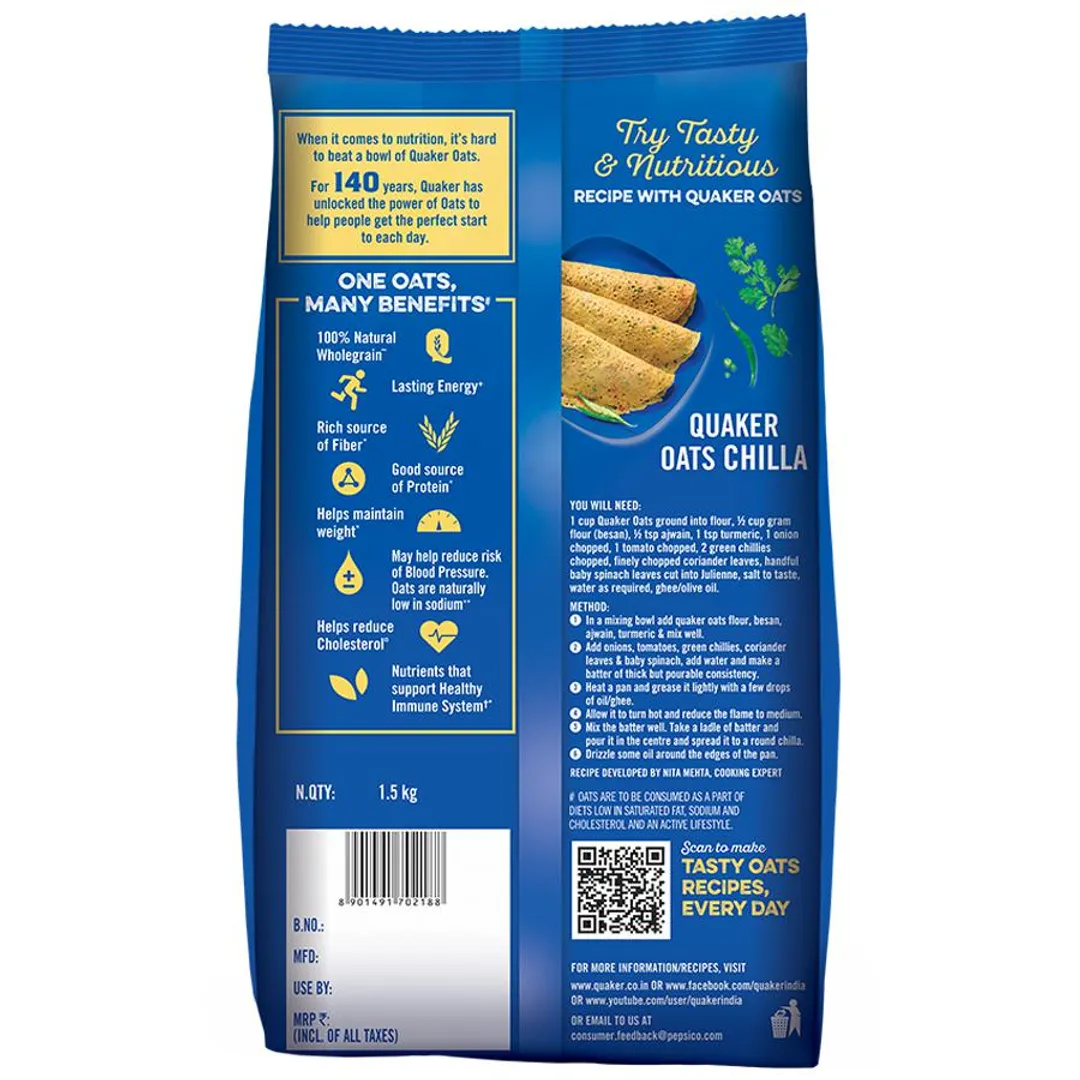 When it comes to nutrition, it's hard
to beat a bowl of Quaker Oats.
For 140 years, Quaker has
unlocked the power of Oats to
help people get the perfect start
to each day.
ONE OATS,
MANY BENEFITS#
100% Natural
Wholegrain~
Q
Lasting Energy+
Rich source
of Fiber*
Good source
of Protein*
Helps maintain
weight*
May help reduce risk
of Blood Pressure.
Oats are naturally
low in sodium**
Helps reduce
Cholesterol@
Nutrients that
support Healthy
Immune System‡*
N.QTY: 1.5 kg
8 901491 702188
B.NO.:
MFD:
USE BY:
MRP ₹:
(INCL. OF ALL TAXES)
Try Tasty
& Nutritious
RECIPE WITH QUAKER OATS
QUAKER
OATS CHILLA
YOU WILL NEED:
1 cup Quaker Oats ground into flour, ½ cup gram
flour (besan), ½ tsp ajwain, 1 tsp turmeric, 1 onion
chopped, 1 tomato chopped, 2 green chillies
chopped, finely chopped coriander leaves, handful
baby spinach leaves cut into Julienne, salt to taste,
water as required, ghee/olive oil.
METHOD:
1 In a mixing bowl add quaker oats flour, besan,
ajwain, turmeric & mix well.
2 Add onions, tomatoes, green chillies, coriander
leaves & baby spinach, add water and make a
batter of thick but pourable consistency.
3 Heat a pan and grease it lightly with a few drops
of oil/ghee.
4 Allow it to turn hot and reduce the flame to medium.
5 Mix the batter well. Take a ladle of batter and
pour it in the centre and spread it to a round chilla.
6 Drizzle some oil around the edges of the pan.
RECIPE DEVELOPED BY NITA MEHTA, COOKING EXPERT
# OATS ARE TO BE CONSUMED AS A PART OF
DIETS LOW IN SATURATED FAT, SODIUM AND
CHOLESTEROL AND AN ACTIVE LIFESTYLE.
Scan to make
TASTY OATS
RECIPES,
EVERY DAY
FOR MORE INFORMATION/RECIPES, VISIT
www.quaker.co.in OR www.facebook.com/quakerindia
OR www.youtube.com/user/quakerindia
OR EMAIL TO US AT
consumer.feedback@pepsico.com